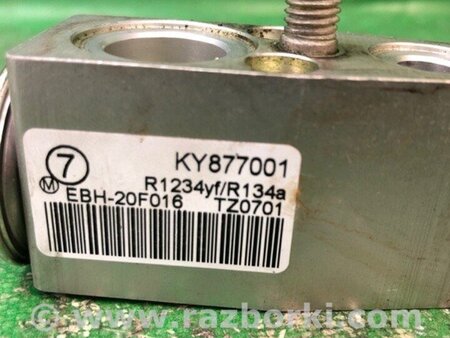 7
KY877001
R1234yf/R134a
M EBH-20F016 TZ0701
© www.razborki.com